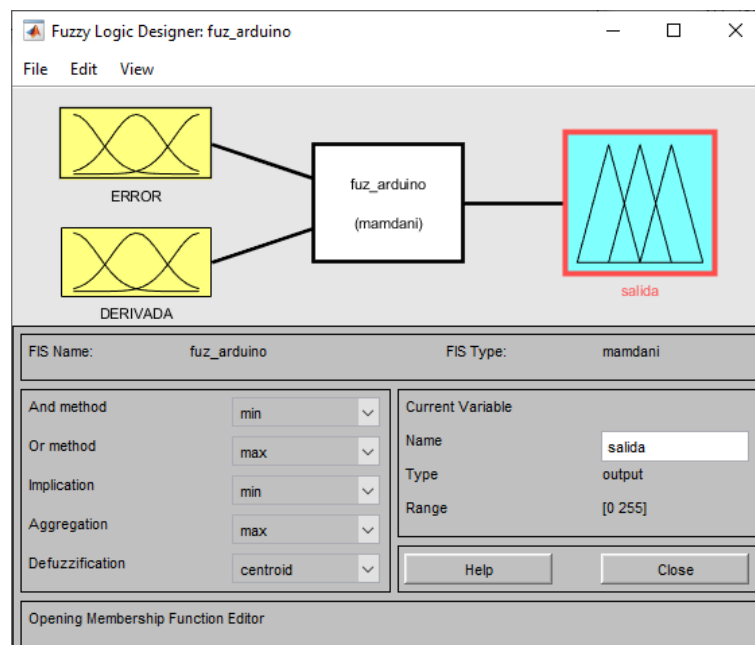 Fuzzy Logic Designer: fuz_arduino
File Edit View
ERROR
DERIVADA
fuz_arduino
(mamdani)
salida
FIS Name: fuz_arduino FIS Type: mamdani
And method min
Or method max
Implication min
Aggregation max
Defuzzification centroid
Current Variable
Name salida
Type output
Range [0 255]
Help Close
Opening Membership Function Editor